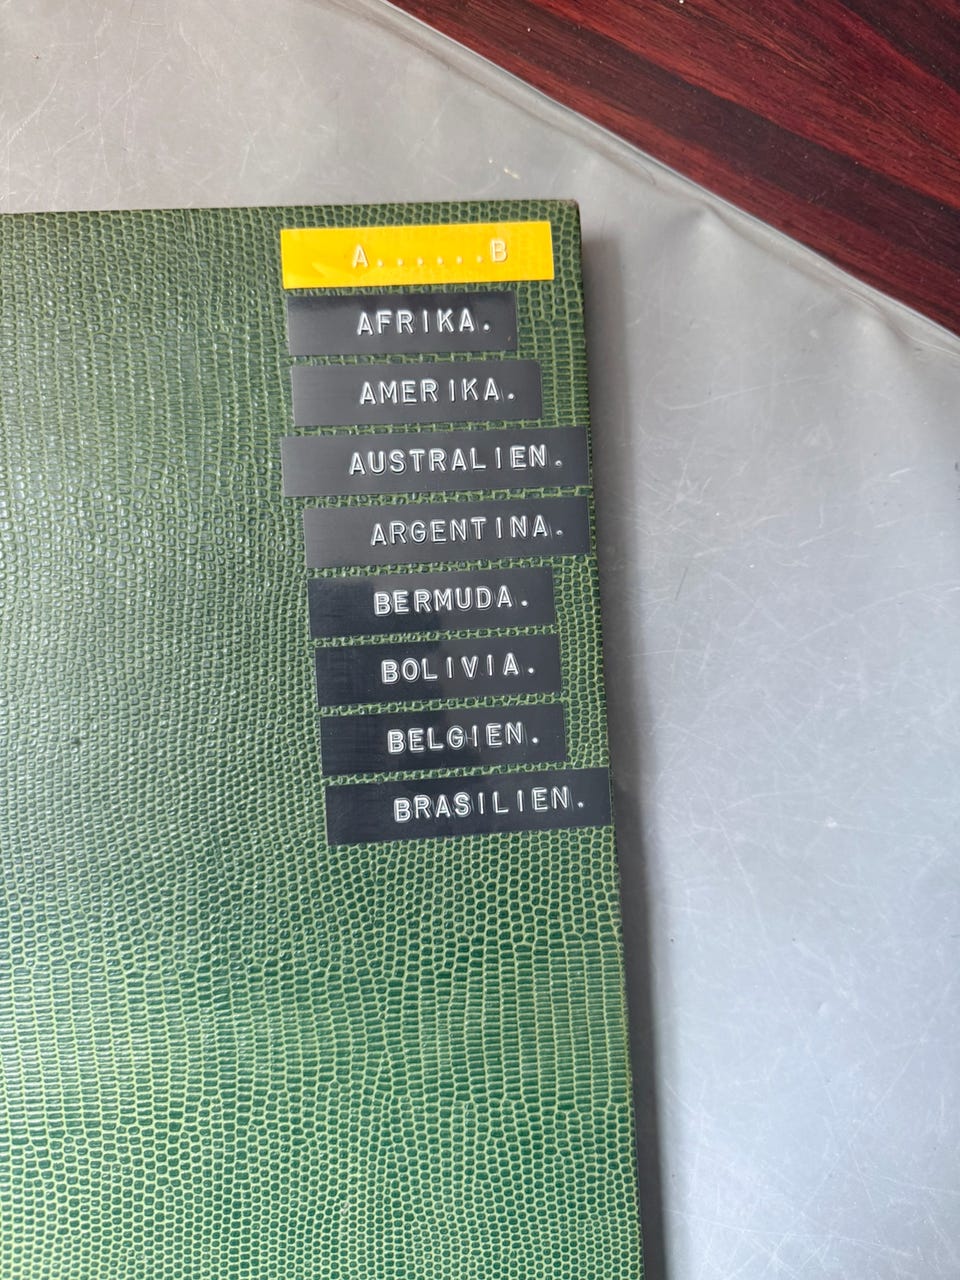 A......B
AFRIKA.
AMERIKA.
AUSTRALIEN.
ARGENTINA.
BERMUDA.
BOLIVIA.
BELGIEN.
BRASILIEN.